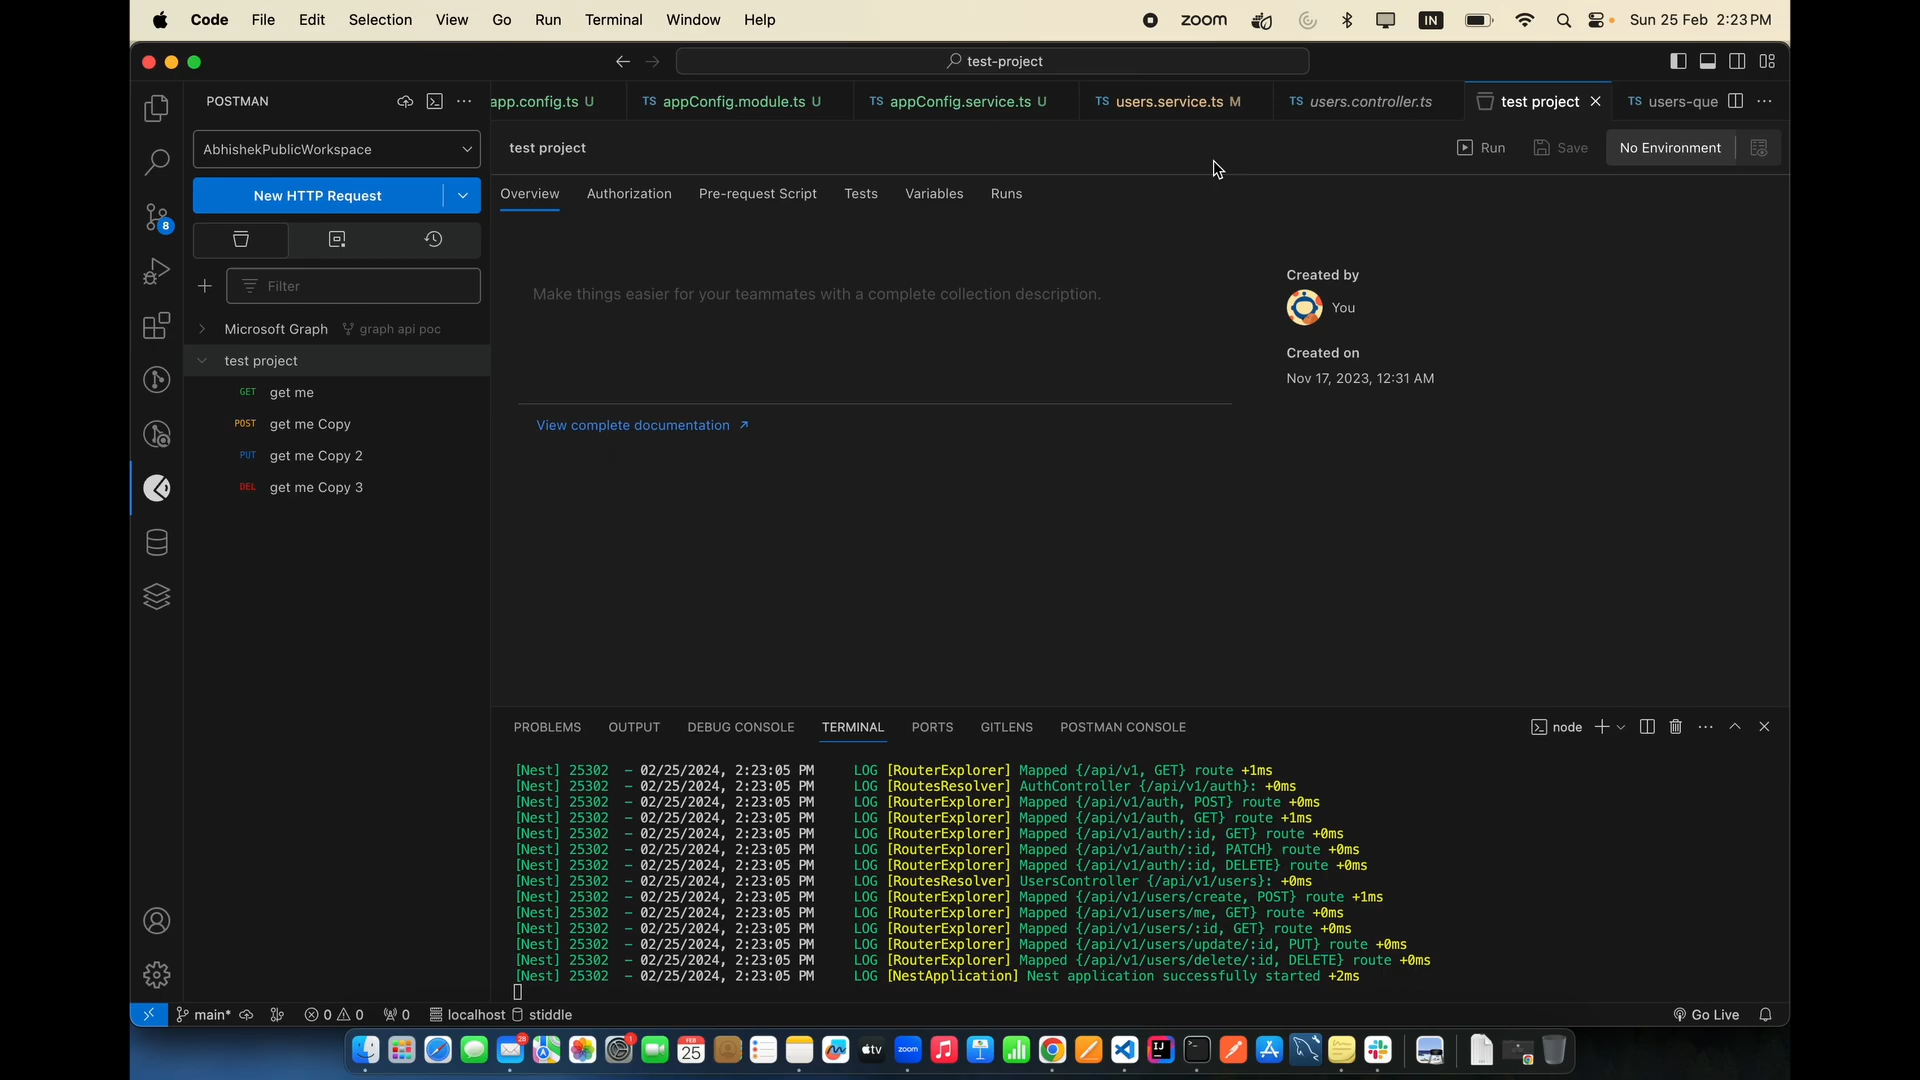 Code File Edit Selection View Go Run Terminal Window Help
zoom IN Sun 25 Feb 2:23 PM
test-project
POSTMAN
app.config.ts U TS appConfig.module.ts U TS appConfig.service.ts U TS users.service.ts M TS users.controller.ts test project TS users-que
AbhishekPublicWorkspace
test project
Run Save No Environment
New HTTP Request
Overview Authorization Pre-request Script Tests Variables Runs
8
Filter
Make things easier for your teammates with a complete collection description.
Created by
You
Microsoft Graph graph api poc
test project
Created on
Nov 17, 2023, 12:31 AM
GET get me
POST get me Copy
View complete documentation
PUT get me Copy 2
DEL get me Copy 3
PROBLEMS OUTPUT DEBUG CONSOLE TERMINAL PORTS GITLENS POSTMAN CONSOLE
node
[Nest] 25302 - 02/25/2024, 2:23:05 PM LOG [RouterExplorer] Mapped {/api/v1, GET} route +1ms
[Nest] 25302 - 02/25/2024, 2:23:05 PM LOG [RoutesResolver] AuthController {/api/v1/auth}: +0ms
[Nest] 25302 - 02/25/2024, 2:23:05 PM LOG [RouterExplorer] Mapped {/api/v1/auth, POST} route +0ms
[Nest] 25302 - 02/25/2024, 2:23:05 PM LOG [RouterExplorer] Mapped {/api/v1/auth, GET} route +1ms
[Nest] 25302 - 02/25/2024, 2:23:05 PM LOG [RouterExplorer] Mapped {/api/v1/auth/:id, GET} route +0ms
[Nest] 25302 - 02/25/2024, 2:23:05 PM LOG [RouterExplorer] Mapped {/api/v1/auth/:id, PATCH} route +0ms
[Nest] 25302 - 02/25/2024, 2:23:05 PM LOG [RouterExplorer] Mapped {/api/v1/auth/:id, DELETE} route +0ms
[Nest] 25302 - 02/25/2024, 2:23:05 PM LOG [RoutesResolver] UsersController {/api/v1/users}: +0ms
[Nest] 25302 - 02/25/2024, 2:23:05 PM LOG [RouterExplorer] Mapped {/api/v1/users/create, POST} route +1ms
[Nest] 25302 - 02/25/2024, 2:23:05 PM LOG [RouterExplorer] Mapped {/api/v1/users/me, GET} route +0ms
[Nest] 25302 - 02/25/2024, 2:23:05 PM LOG [RouterExplorer] Mapped {/api/v1/users/:id, GET} route +0ms
[Nest] 25302 - 02/25/2024, 2:23:05 PM LOG [RouterExplorer] Mapped {/api/v1/users/update/:id, PUT} route +0ms
[Nest] 25302 - 02/25/2024, 2:23:05 PM LOG [RouterExplorer] Mapped {/api/v1/users/delete/:id, DELETE} route +0ms
[Nest] 25302 - 02/25/2024, 2:23:05 PM LOG [NestApplication] Nest application successfully started +2ms
main* 0 0 0 localhost stiddle
Go Live
28 1 FEB 25 tv zoom IJ